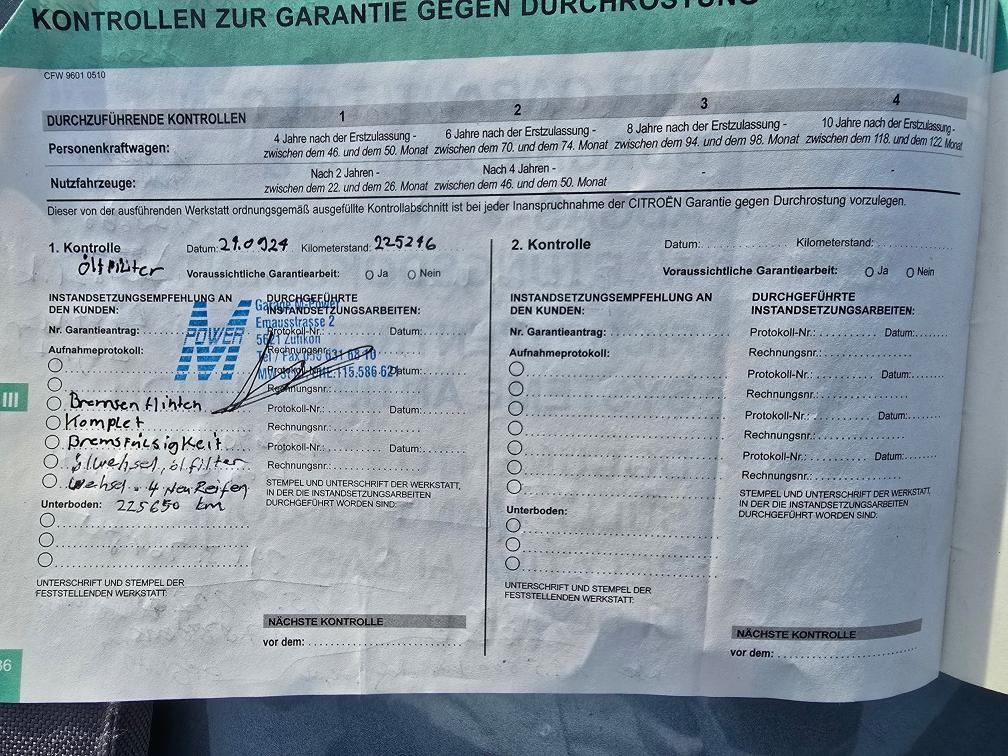 KONTROLLEN ZUR GARANTIE GEGEN DURCHROSTUNG
CFW 9601 0510
DURCHZUFÜHRENDE KONTROLLEN 1 2 3 4
Personenkraftwagen: 4 Jahre nach der Erstzulassung - 6 Jahre nach der Erstzulassung - 8 Jahre nach der Erstzulassung - 10 Jahre nach der Erstzulassung -
zwischen dem 46. und dem 50. Monat zwischen dem 70. und dem 74. Monat zwischen dem 94. und dem 98. Monat zwischen dem 118. und dem 122. Monat
Nutzfahrzeuge: Nach 2 Jahren - Nach 4 Jahren - - -
zwischen dem 22. und dem 26. Monat zwischen dem 46. und dem 50. Monat
Dieser von der ausführenden Werkstatt ordnungsgemäß ausgefüllte Kontrollabschnitt ist bei jeder Inanspruchnahme der CITROËN Garantie gegen Durchrostung vorzulegen.
1. Kontrolle Datum: 21.0924 Kilometerstand: 225216
Voraussichtliche Garantiearbeit: Ja Nein
INSTANDSETZUNGSEMPFEHLUNG AN
DEN KUNDEN:
Nr. Garantieantrag:
Aufnahmeprotokoll:
POWER
M
Bremsen
Komplet
ölwechsel, ölfilter
wechsel. 4 Neu Reifen
Unterboden: 225650 km
UNTERSCHRIFT UND STEMPEL DER
FESTSTELLENDEN WERKSTATT:
DURCHGEFÜHRTE
INSTANDSETZUNGSARBEITEN:
Emausstrasse 2
5621 Zufikon
Protokoll-Nr.: Datum:
Rechnungsnr.:
Protokoll-Nr.: Datum:
Rechnungsnr.:
Protokoll-Nr.: Datum:
Rechnungsnr.:
Protokoll-Nr.: Datum:
Rechnungsnr.:
STEMPEL UND UNTERSCHRIFT DER WERKSTATT,
IN DER DIE INSTANDSETZUNGSARBEITEN
DURCHGEFÜHRT WORDEN SIND:
NÄCHSTE KONTROLLE
vor dem:
2. Kontrolle Datum: Kilometerstand:
Voraussichtliche Garantiearbeit: Ja Nein
INSTANDSETZUNGSEMPFEHLUNG AN
DEN KUNDEN:
Nr. Garantieantrag:
Aufnahmeprotokoll:
Unterboden:
UNTERSCHRIFT UND STEMPEL DER
FESTSTELLENDEN WERKSTATT:
DURCHGEFÜHRTE
INSTANDSETZUNGSARBEITEN:
Protokoll-Nr.: Datum:
Rechnungsnr.:
Protokoll-Nr.: Datum:
Rechnungsnr.:
Protokoll-Nr.: Datum:
Rechnungsnr.:
Protokoll-Nr.: Datum:
Rechnungsnr.:
STEMPEL UND UNTERSCHRIFT DER WERKSTATT,
IN DER DIE INSTANDSETZUNGSARBEITEN
DURCHGEFÜHRT WORDEN SIND:
NÄCHSTE KONTROLLE
vor dem:
III